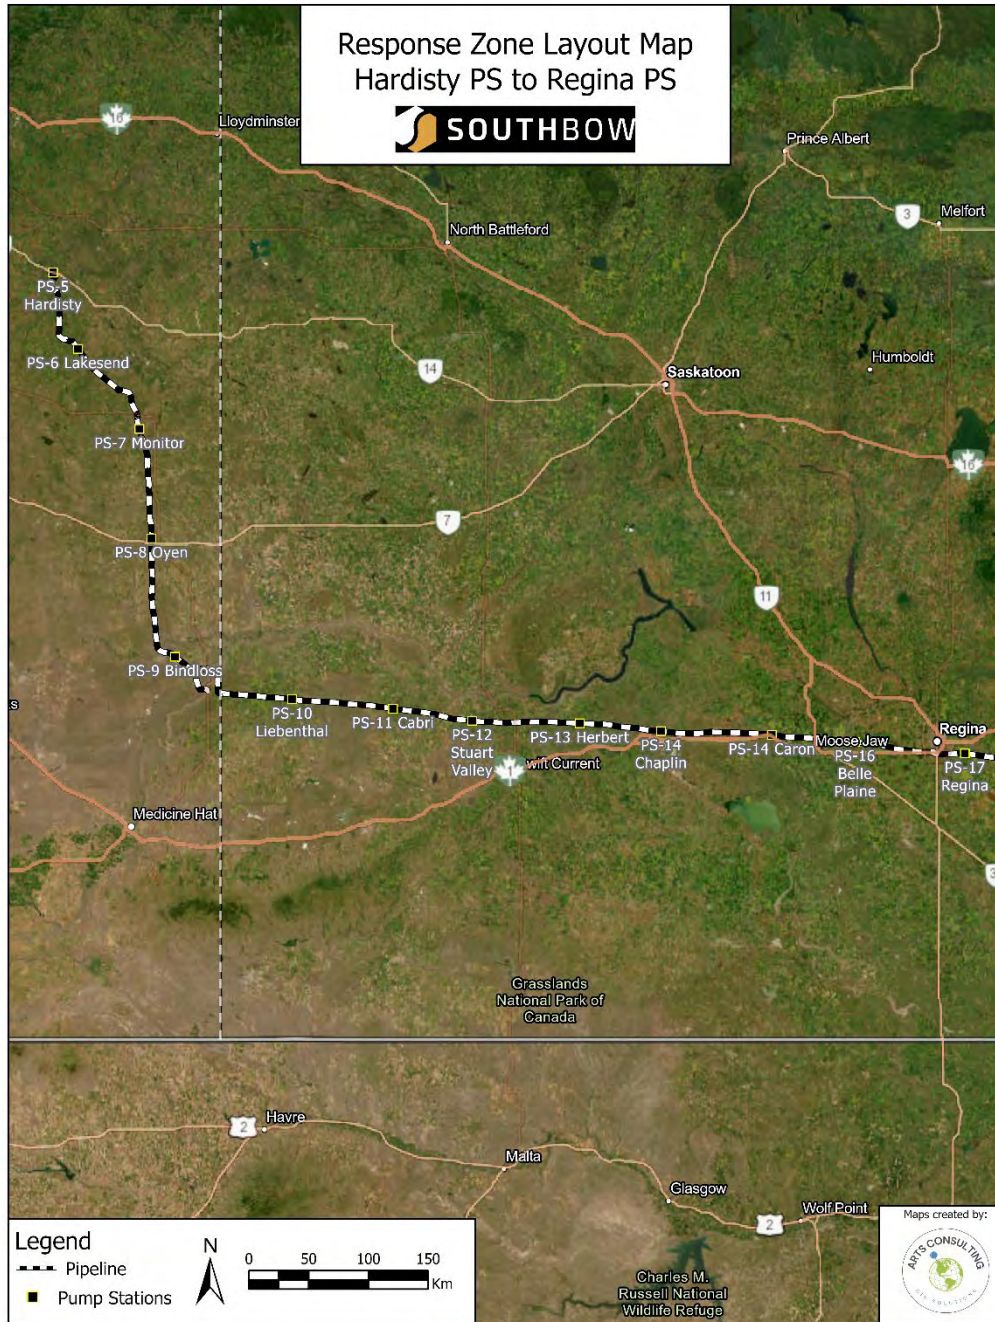 Response Zone Layout Map
Hardisty PS to Regina PS
SOUTHBOW
16
Lloydminster
Prince Albert
3
Melfort
North Battleford
PS-5
Hardisty
PS-6 Lakesend
14
Saskatoon
Humboldt
PS-7 Monitor
16
7
PS-8 Oyen
11
PS-9 Bindloss
s
PS-10
Liebenthal
PS-11 Cabri
PS-12
Stuart
Valley
PS-13 Herbert
PS-14
Chaplin
PS-14 Caron
Moose Jaw
PS-16
Belle
Plaine
Regina
PS-17
Regina
1
wift Current
Medicine Hat
3
Grasslands
National Park of
Canada
2
Havre
Malta
Glasgow
2
Wolf Point
Charles M.
Russell National
Wildlife Refuge
Legend
Pipeline
Pump Stations
N
0 50 100 150
Km
Maps created by:
ARTS CONSULTING
GIS SOLUTIONS